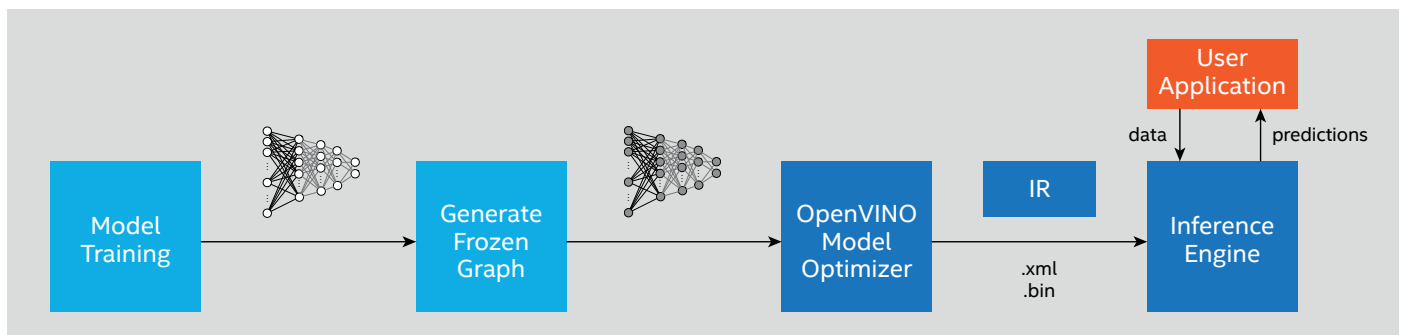 Model
Training
Generate
Frozen
Graph
OpenVINO
Model
Optimizer
IR
.xml
.bin
User
Application
data
predictions
Inference
Engine